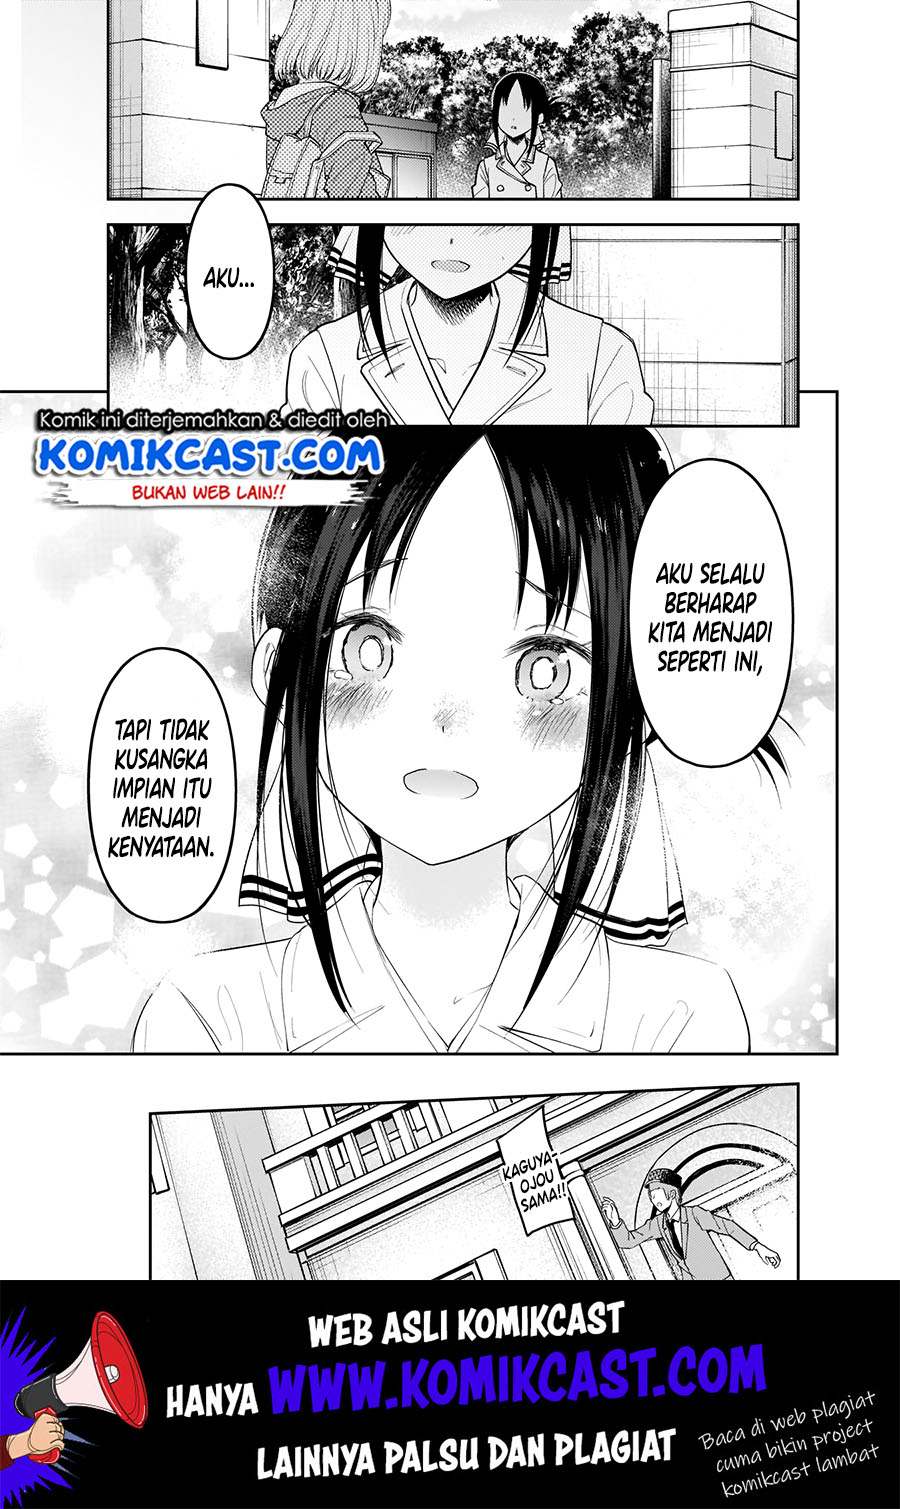 AKU...
Komik ini diterjemahkan & diedit oleh
KOMIKCAST.COM
BUKAN WEB LAIN!!
AKU SELALU
BERHARAP
KITA MENJADI
SEPERTI INI,
TAPI TIDAK
KUSANGKA
IMPIAN ITU
MENJADI
KENYATAAN.
KAGUYA-
OJOU
SAMA!!
WEB ASLI KOMIKCAST
HANYA WWW.KOMIKCAST.COM
LAINNYA PALSU DAN PLAGIAT
Baca di web plagiat
cuma bikin project
komikcast lambat